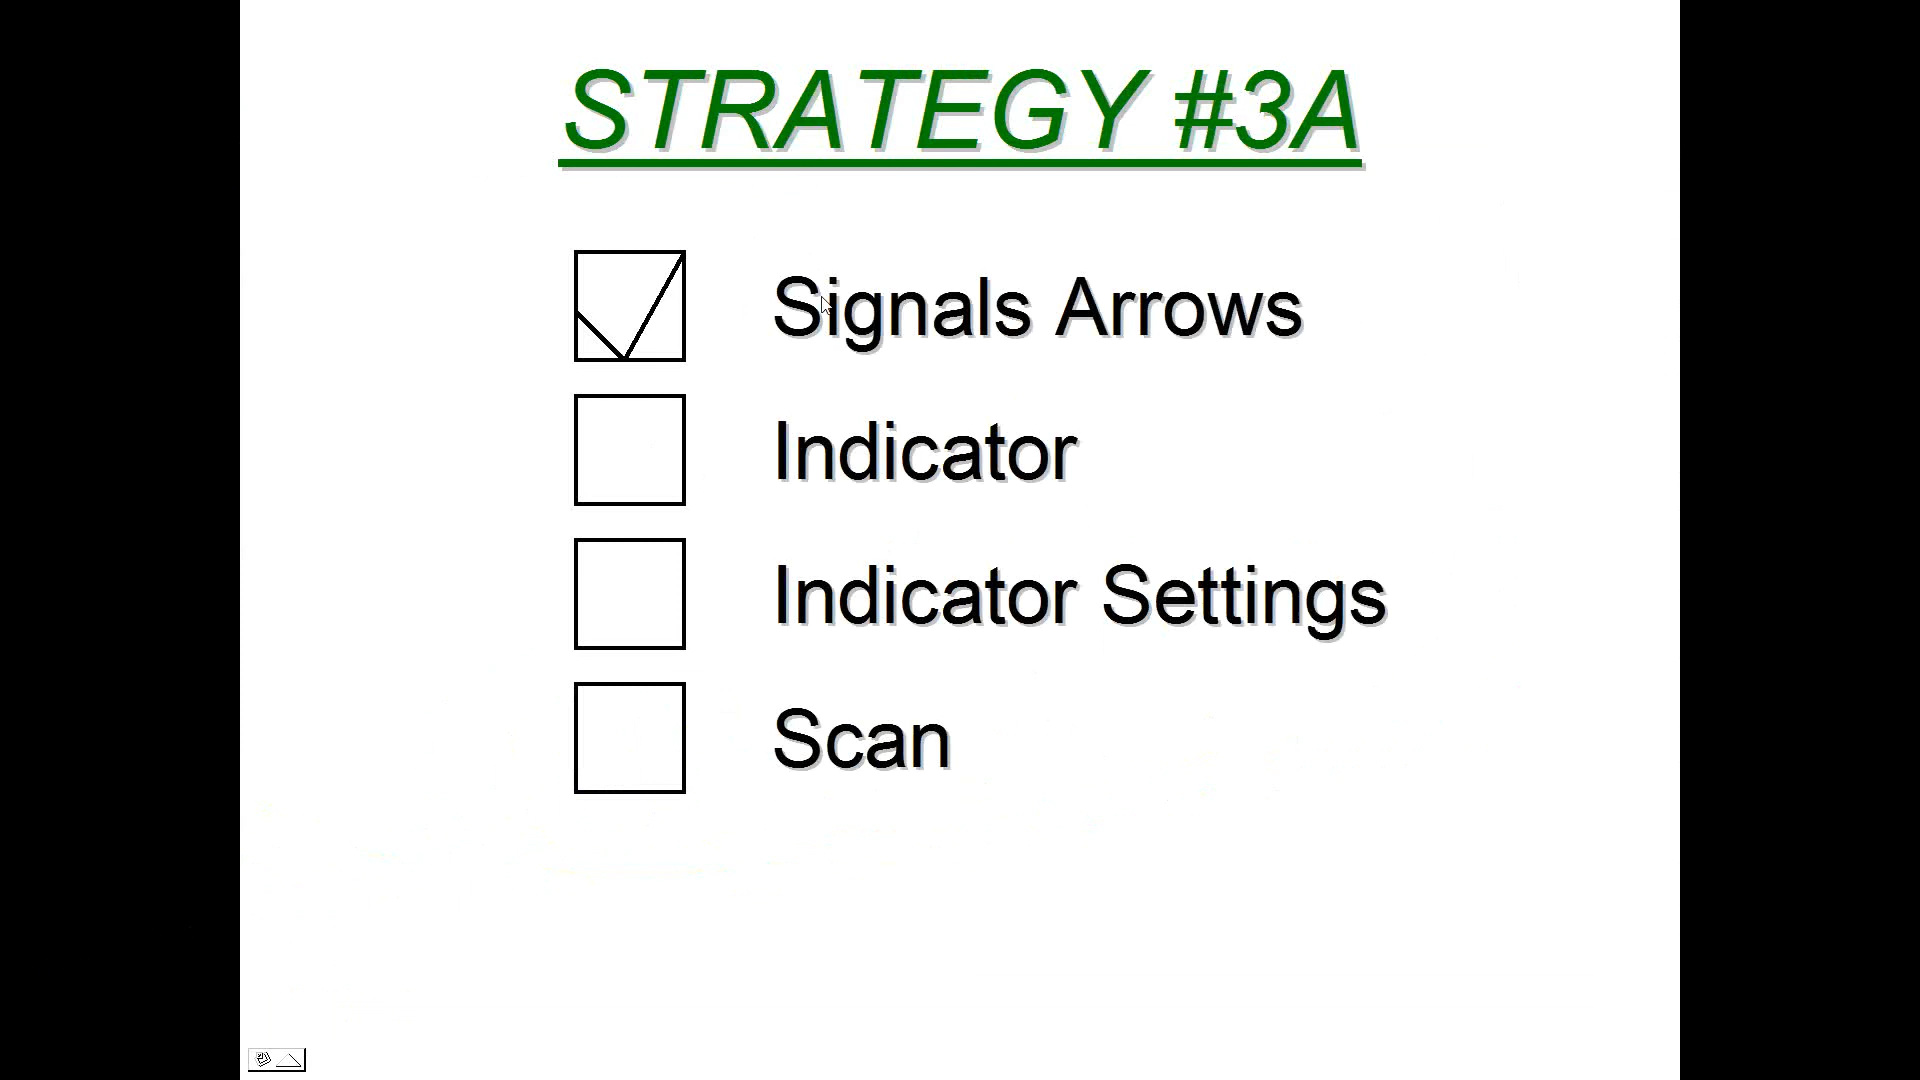 STRATEGY #3A
Signals Arrows
Indicator
Indicator Settings
Scan